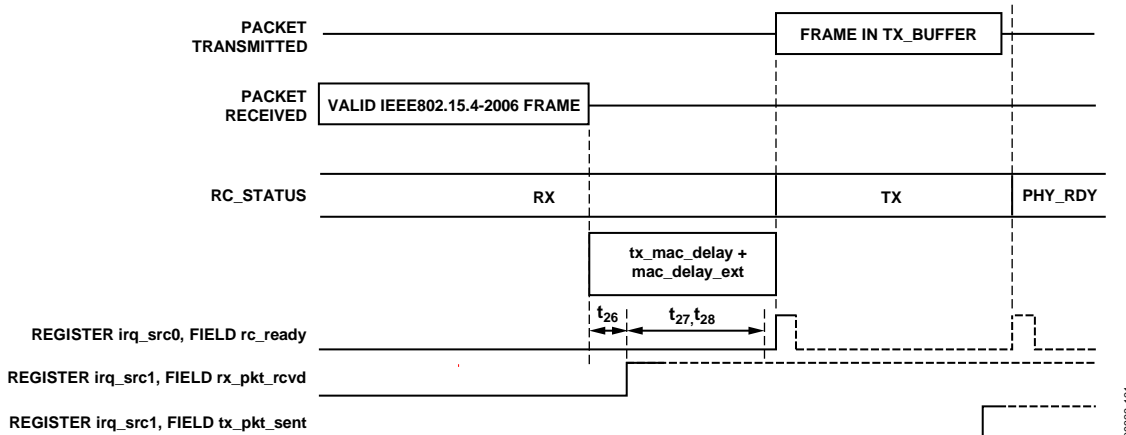 PACKET
TRANSMITTED
FRAME IN TX_BUFFER
PACKET
RECEIVED
VALID IEEE802.15.4-2006 FRAME
RC_STATUS
RX
TX
PHY_RDY
tx_mac_delay +
mac_delay_ext
t26
t27,t28
REGISTER irq_src0, FIELD rc_ready
REGISTER irq_src1, FIELD rx_pkt_rcvd
REGISTER irq_src1, FIELD tx_pkt_sent